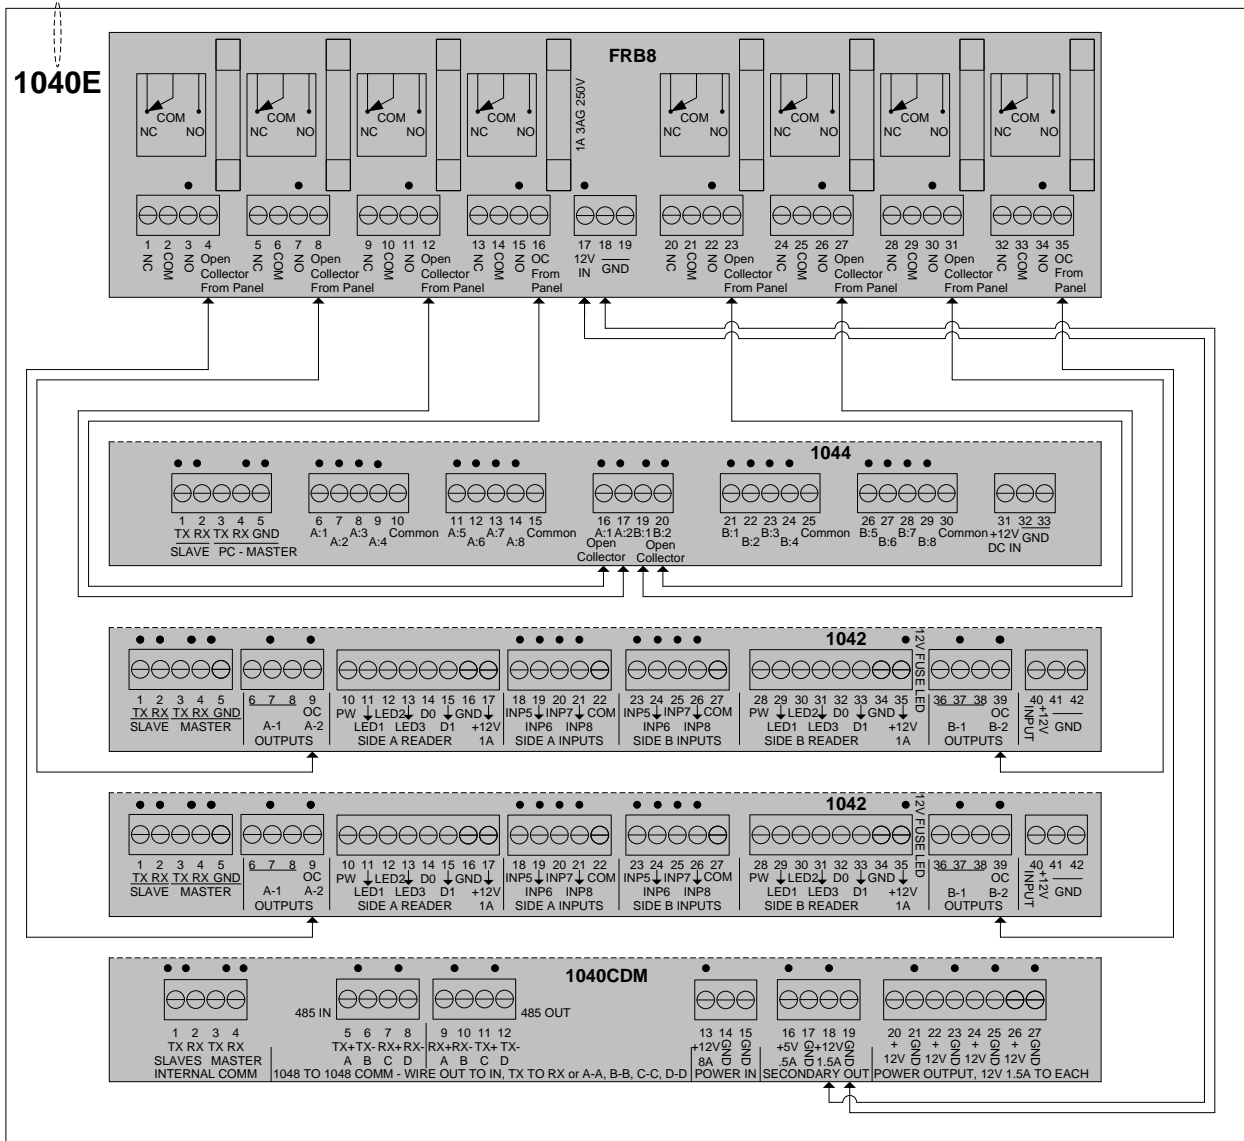 1040E
FRB8
COM COM COM COM COM COM COM COM
NC NO NC NO NC NO NC NO NC NO NC NO NC NO NC NO
1A 3AG 250V
1 2 3 4 5 6 7 8 9 10 11 12 13 14 15 16 17 18 19 20 21 22 23 24 25 26 27 28 29 30 31 32 33 34 35
NC COM NO Open Collector From Panel
NC COM NO Open Collector From Panel
NC COM NO Open Collector From Panel
NC COM NO OC From Panel
12V IN GND
NC COM NO Open Collector From Panel
NC COM NO Open Collector From Panel
NC COM NO Open Collector From Panel
NC COM NO OC From Panel
1044
1 2 3 4 5 6 7 8 9 10 11 12 13 14 15 16 17 19 20 21 22 23 24 25 26 27 28 29 30 31 32 33
TX RX TX RX GND A:1 A:2 A:3 A:4 Common A:5 A:6 A:7 A:8 Common A:1 A:2 B:1 B:2 B:1 B:2 B:3 B:4 Common B:5 B:6 B:7 B:8 Common +12V GND
SLAVE PC - MASTER Open Collector Open Collector DC IN
1042
12V FUSE LED
1 2 3 4 5 6 7 8 9 10 11 12 13 14 15 16 17 18 19 20 21 22 23 24 25 26 27 28 29 30 31 32 33 34 35 36 37 38 39 40 41 42
TX RX TX RX GND OC PW LED2 D0 GND INP5 INP7 COM INP5 INP7 COM PW LED2 D0 GND OC +12V INPUT GND
SLAVE MASTER A-1 A-2 LED1 LED3 D1 +12V INP6 INP8 INP6 INP8 LED1 LED3 D1 +12V B-1 B-2
OUTPUTS SIDE A READER 1A SIDE A INPUTS SIDE B INPUTS SIDE B READER 1A OUTPUTS
1042
12V FUSE LED
1 2 3 4 5 6 7 8 9 10 11 12 13 14 15 16 17 18 19 20 21 22 23 24 25 26 27 28 29 30 31 32 33 34 35 36 37 38 39 40 41 42
TX RX TX RX GND OC PW LED2 D0 GND INP5 INP7 COM INP5 INP7 COM PW LED2 D0 GND OC +12V INPUT GND
SLAVE MASTER A-1 A-2 LED1 LED3 D1 +12V INP6 INP8 INP6 INP8 LED1 LED3 D1 +12V B-1 B-2
OUTPUTS SIDE A READER 1A SIDE A INPUTS SIDE B INPUTS SIDE B READER 1A OUTPUTS
1040CDM
485 IN 485 OUT
1 2 3 4 5 6 7 8 9 10 11 12 13 14 15 16 17 18 19 20 21 22 23 24 25 26 27
TX RX TX RX TX+ TX- RX+ RX- RX+ RX- TX+ TX- +12V GND GND +5V GND +12V GND + GND + GND + GND + GND
SLAVES MASTER A B C D A B C D 8A .5A 1.5A 12V 12V 12V 12V
INTERNAL COMM 1048 TO 1048 COMM - WIRE OUT TO IN, TX TO RX or A-A, B-B, C-C, D-D POWER IN SECONDARY OUT POWER OUTPUT, 12V 1.5A TO EACH